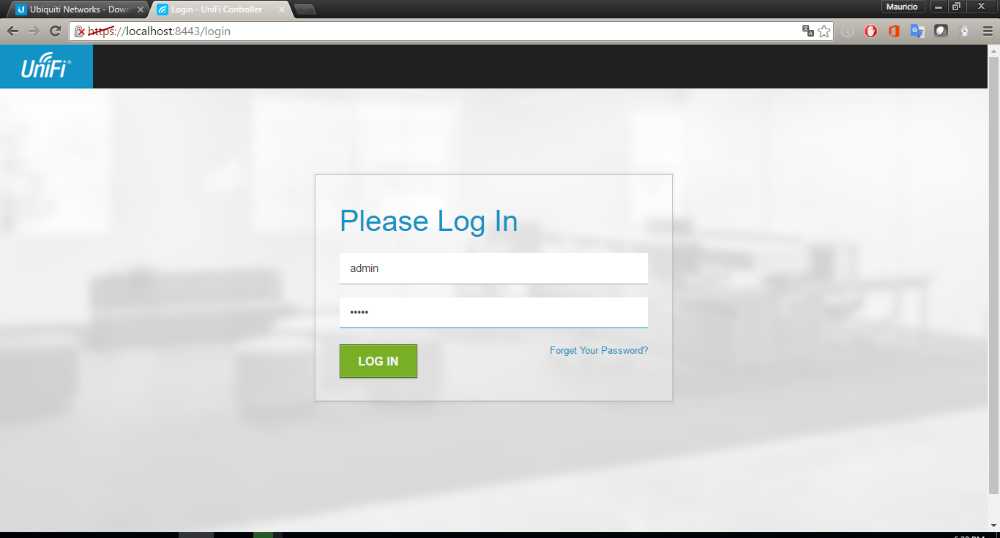 Ubiquiti Networks - Down
Login - UniFi Controller
Mauricio
https://localhost:8443/login
UniFi
Please Log In
admin
•••••
LOG IN
Forget Your Password?